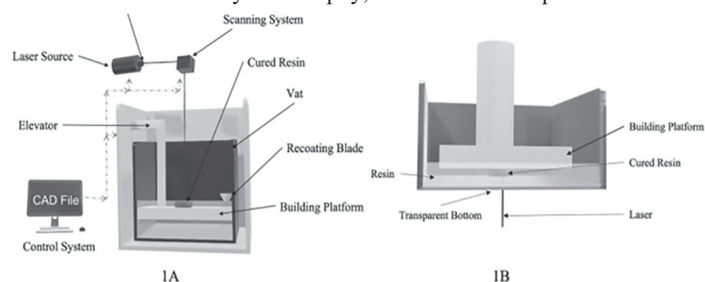 Scanning System
Laser Source
Cured Resin
Vat
Elevator
Recoating Blade
CAD File
Building Platform
Control System
1A
Building Platform
Cured Resin
Resin
Transparent Bottom
Laser
1B